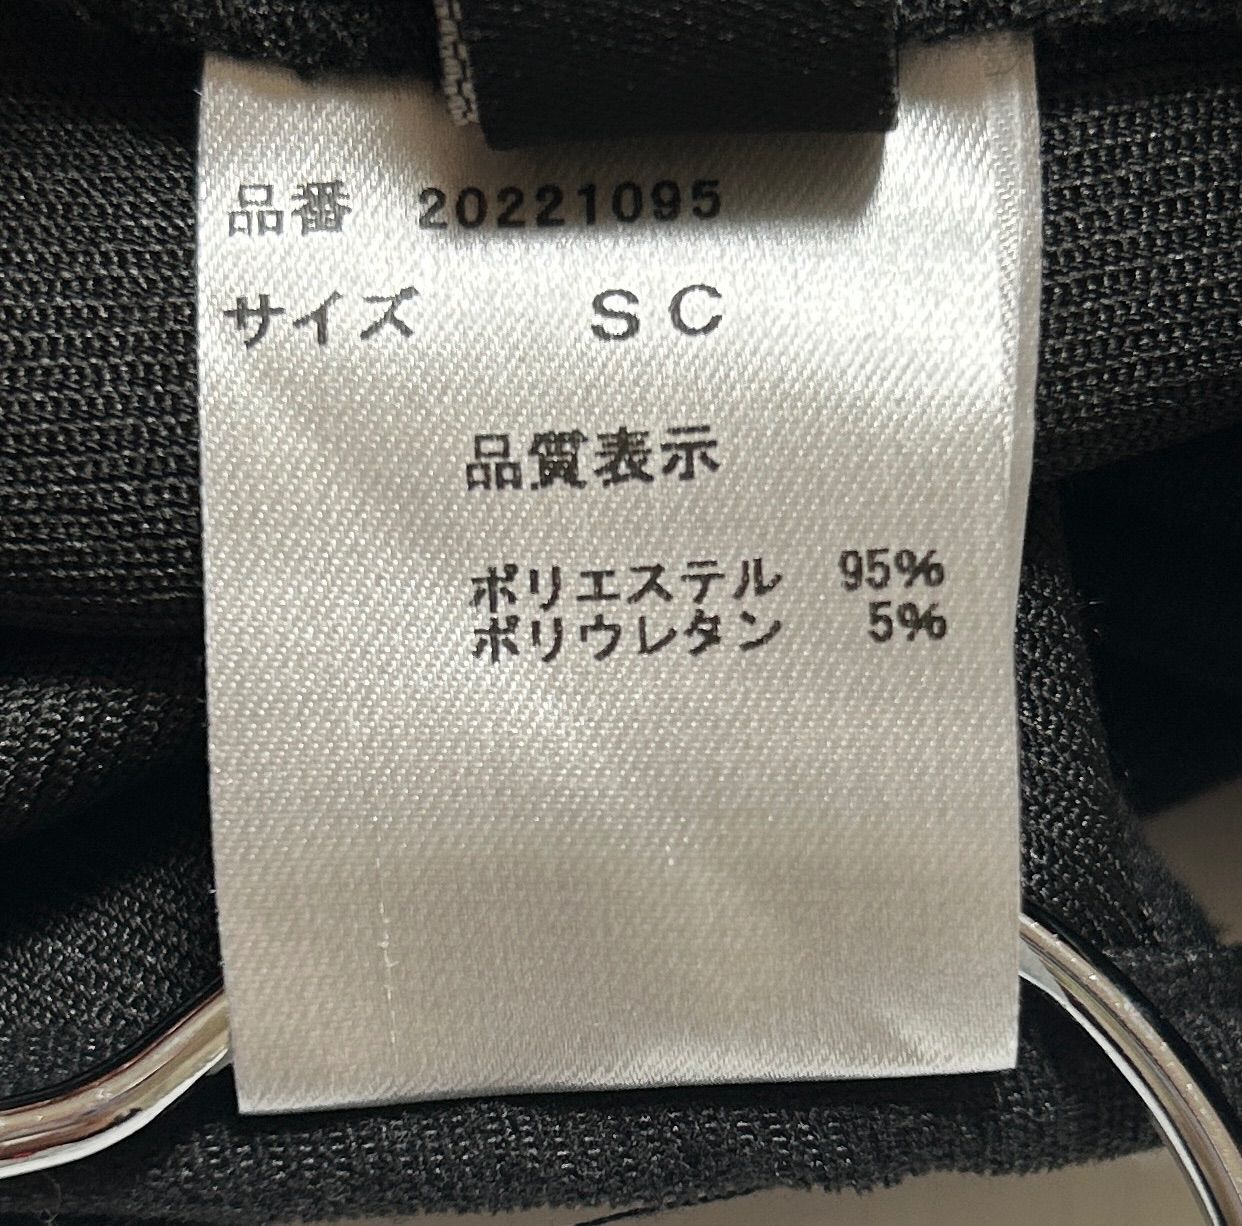 品番 20221095
サイズ SC
品質表示
ポリエステル 95%
ポリウレタン 5%